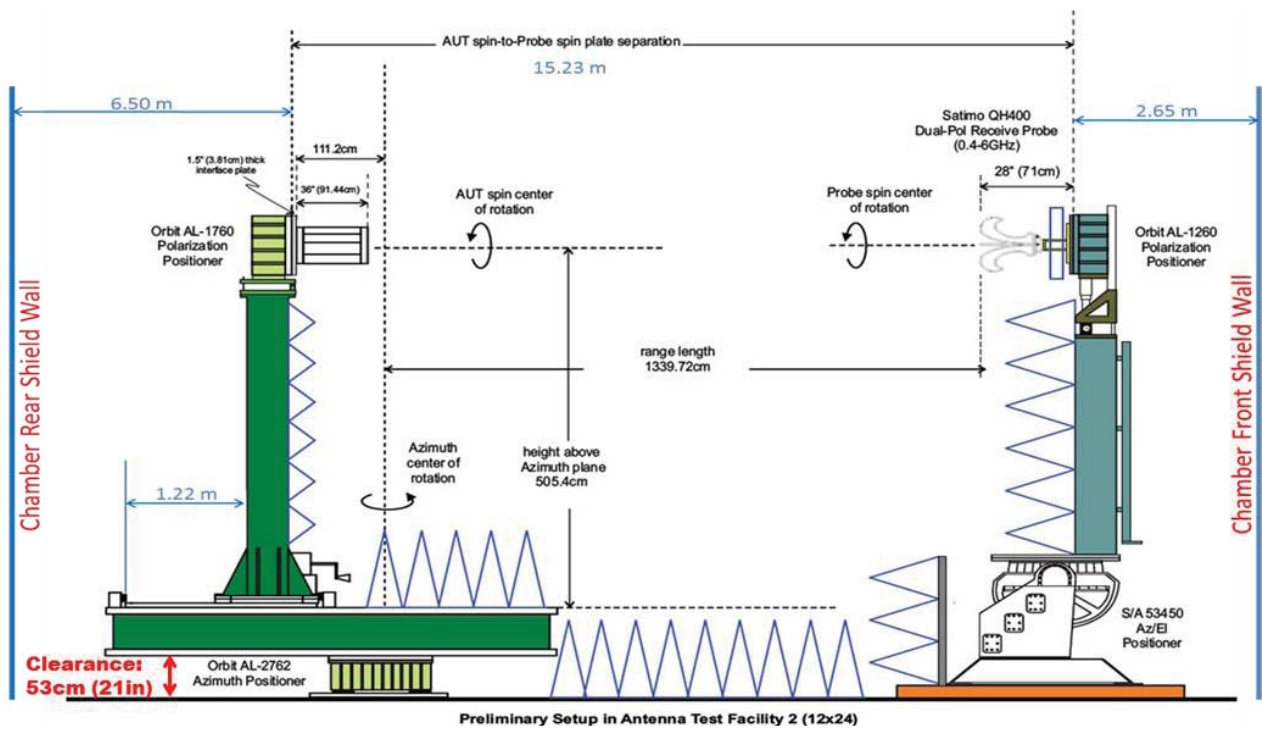 AUT spin-to-Probe spin plate separation
15.23 m
6.50 m
2.65 m
Satimo QH400
Dual-Pol Receive Probe
(0.4-6GHz)
111.2cm
1.5" (3.81cm) thick
interface plate
36" (91.44cm)
28" (71cm)
AUT spin center
of rotation
Probe spin center
of rotation
Orbit AL-1760
Polarization
Positioner
Orbit AL-1260
Polarization
Positioner
Chamber Rear Shield Wall
Chamber Front Shield Wall
range length
1339.72cm
Azimuth
center of
rotation
height above
Azimuth plane
505.4cm
1.22 m
S/A 53450
Az/El
Positioner
Clearance:
53cm (21in)
Orbit AL-2762
Azimuth Positioner
Preliminary Setup in Antenna Test Facility 2 (12x24)